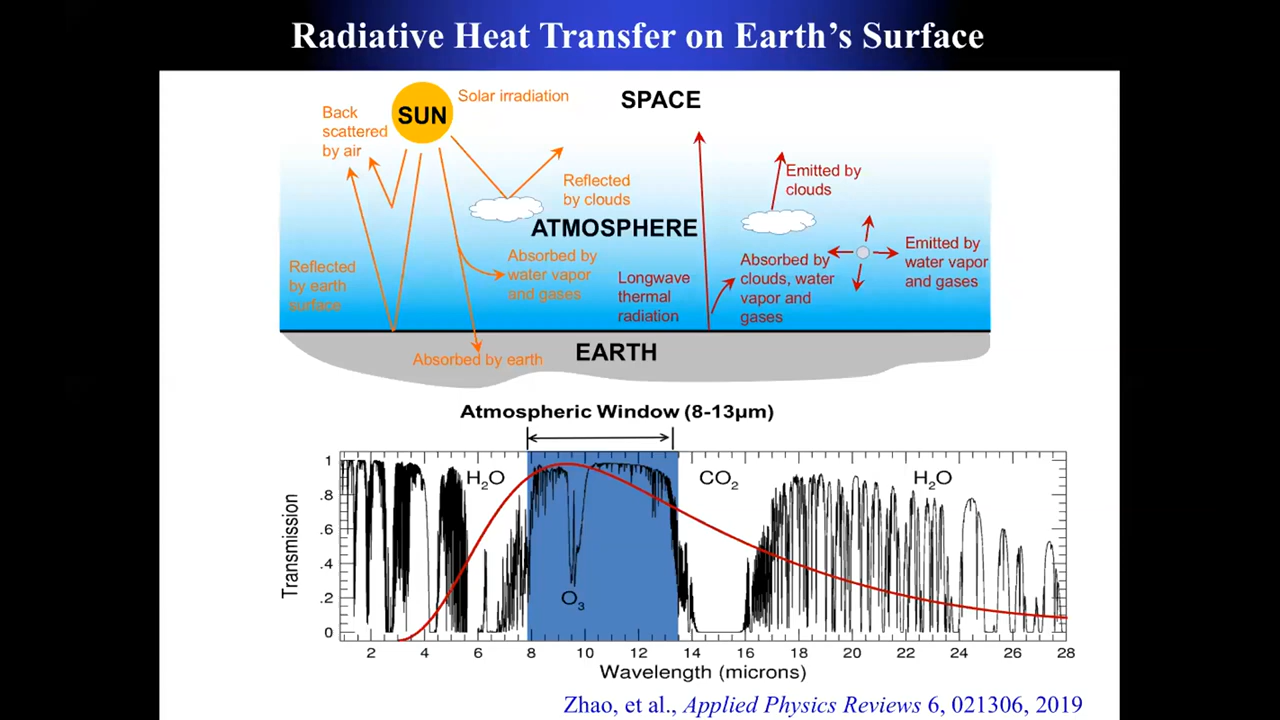 Radiative Heat Transfer on Earth's Surface
SUN
Solar irradiation
SPACE
Back
scattered
by air
Reflected
by clouds
Emitted by
clouds
ATMOSPHERE
Reflected
by earth
surface
Absorbed by
water vapor
and gases
Longwave
thermal
radiation
Absorbed by
clouds, water
vapor and
gases
Emitted by
water vapor
and gases
Absorbed by earth
EARTH
Atmospheric Window (8-13µm)
Transmission
1
.8
.6
.4
.2
0
H₂O
O₃
CO₂
H₂O
2 4 6 8 10 12 14 16 18 20 22 24 26 28
Wavelength (microns)
Zhao, et al., Applied Physics Reviews 6, 021306, 2019